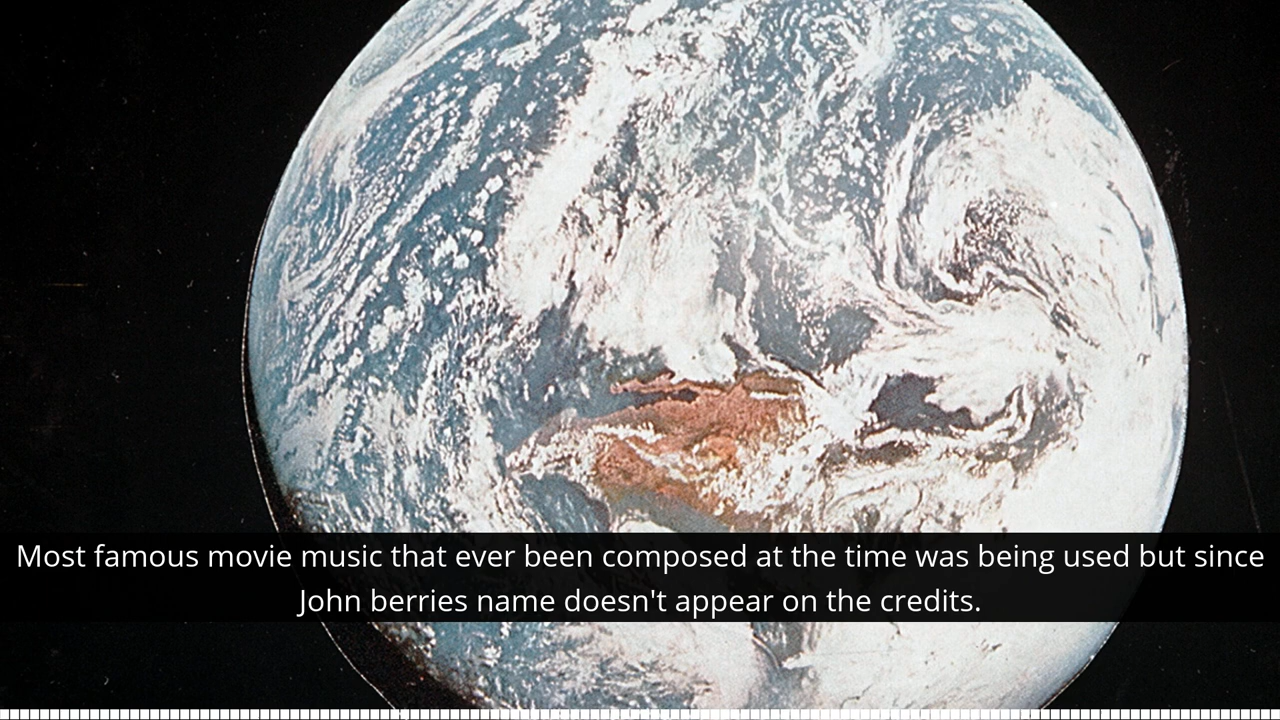 Most famous movie music that ever been composed at the time was being used but since
John berries name doesn't appear on the credits.